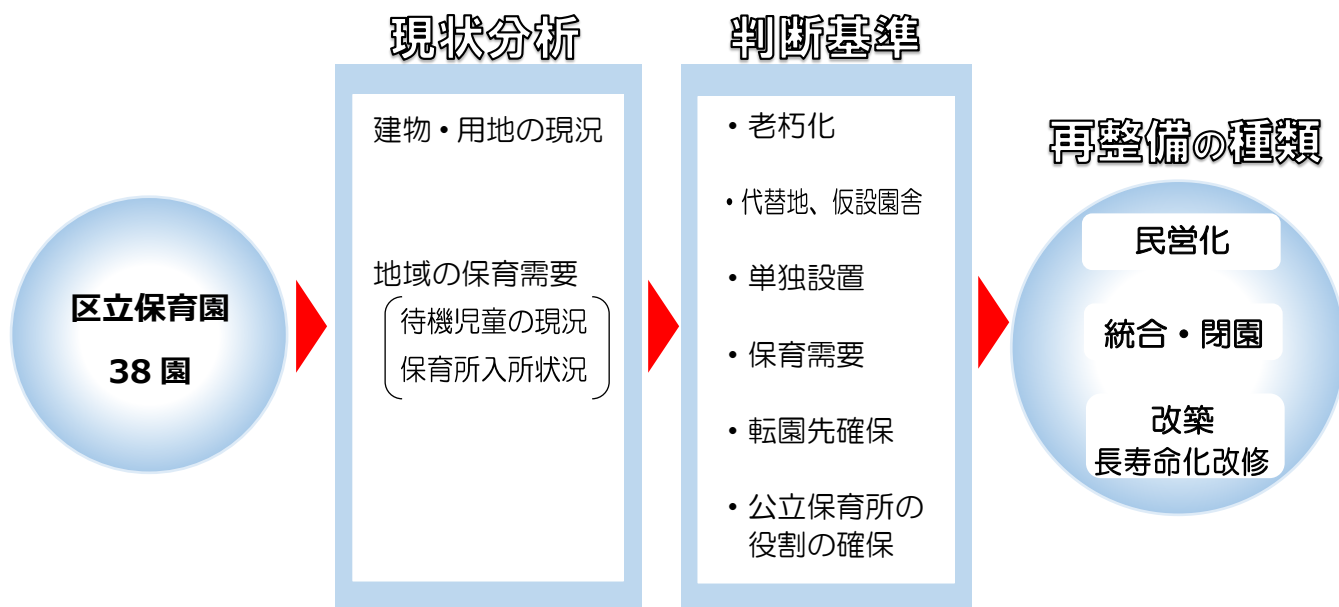 区立保育園
38 園
現状分析
建物・用地の現況
地域の保育需要
待機児童の現況
保育所入所状況
判断基準
・老朽化
・代替地、仮設園舎
・単独設置
・保育需要
・転園先確保
・公立保育所の
役割の確保
再整備の種類
民営化
統合・閉園
改築
長寿命化改修